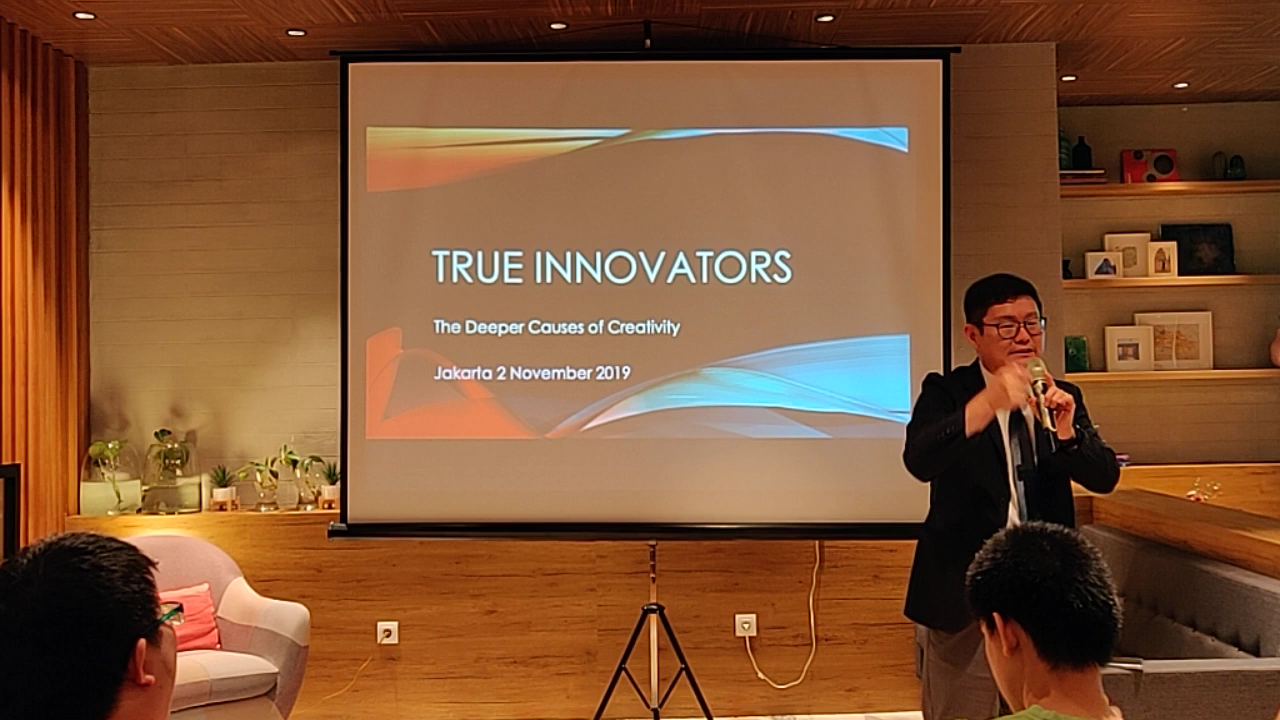 TRUE INNOVATORS
The Deeper Causes of Creativity
Jakarta 2 November 2019